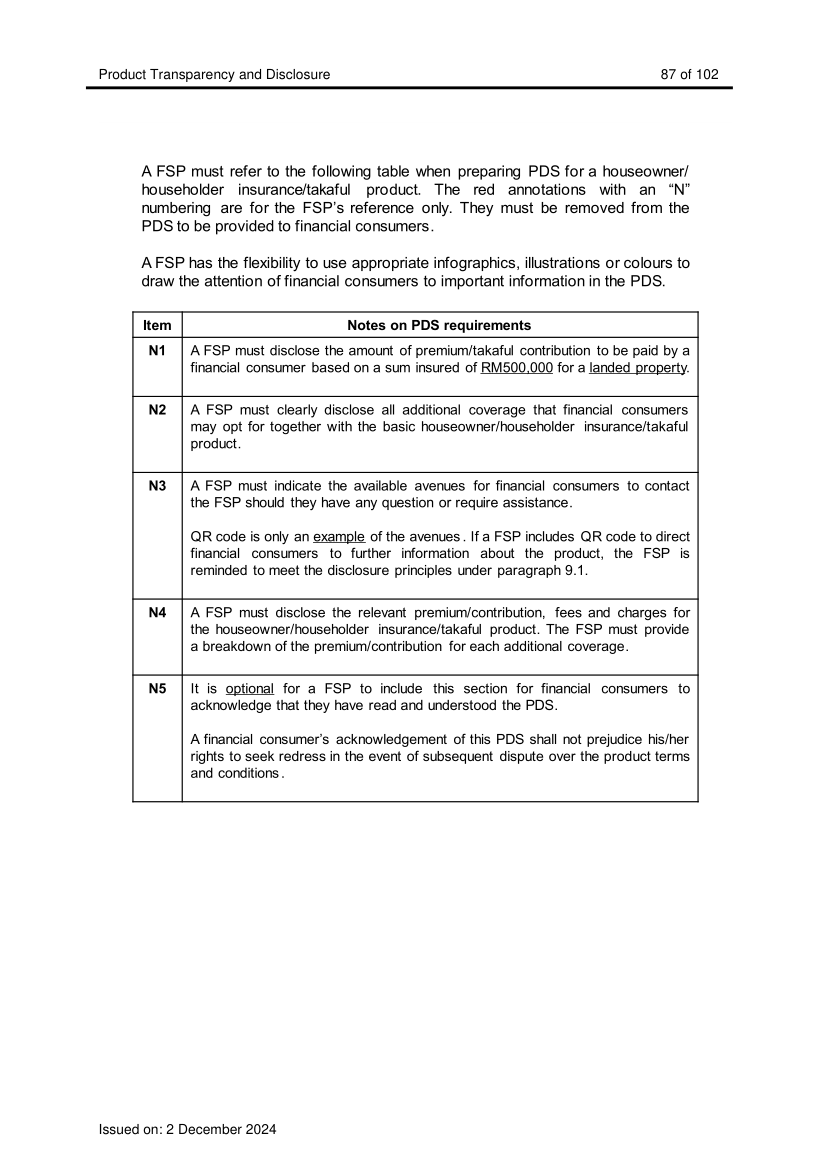 Product Transparency and Disclosure 87 of 102
A FSP must refer to the following table when preparing PDS for a houseowner/
householder insurance/takaful product. The red annotations with an “N”
numbering are for the FSP’s reference only. They must be removed from the
PDS to be provided to financial consumers.
A FSP has the flexibility to use appropriate infographics, illustrations or colours to
draw the attention of financial consumers to important information in the PDS.
Item Notes on PDS requirements
N1 A FSP must disclose the amount of premium/takaful contribution to be paid by a
financial consumer based on a sum insured of RM500,000 for a landed property.
N2 A FSP must clearly disclose all additional coverage that financial consumers
may opt for together with the basic houseowner/householder insurance/takaful
product.
N3 A FSP must indicate the available avenues for financial consumers to contact
the FSP should they have any question or require assistance.
QR code is only an example of the avenues. If a FSP includes QR code to direct
financial consumers to further information about the product, the FSP is
reminded to meet the disclosure principles under paragraph 9.1.
N4 A FSP must disclose the relevant premium/contribution, fees and charges for
the houseowner/householder insurance/takaful product. The FSP must provide
a breakdown of the premium/contribution for each additional coverage.
N5 It is optional for a FSP to include this section for financial consumers to
acknowledge that they have read and understood the PDS.
A financial consumer’s acknowledgement of this PDS shall not prejudice his/her
rights to seek redress in the event of subsequent dispute over the product terms
and conditions.
Issued on: 2 December 2024